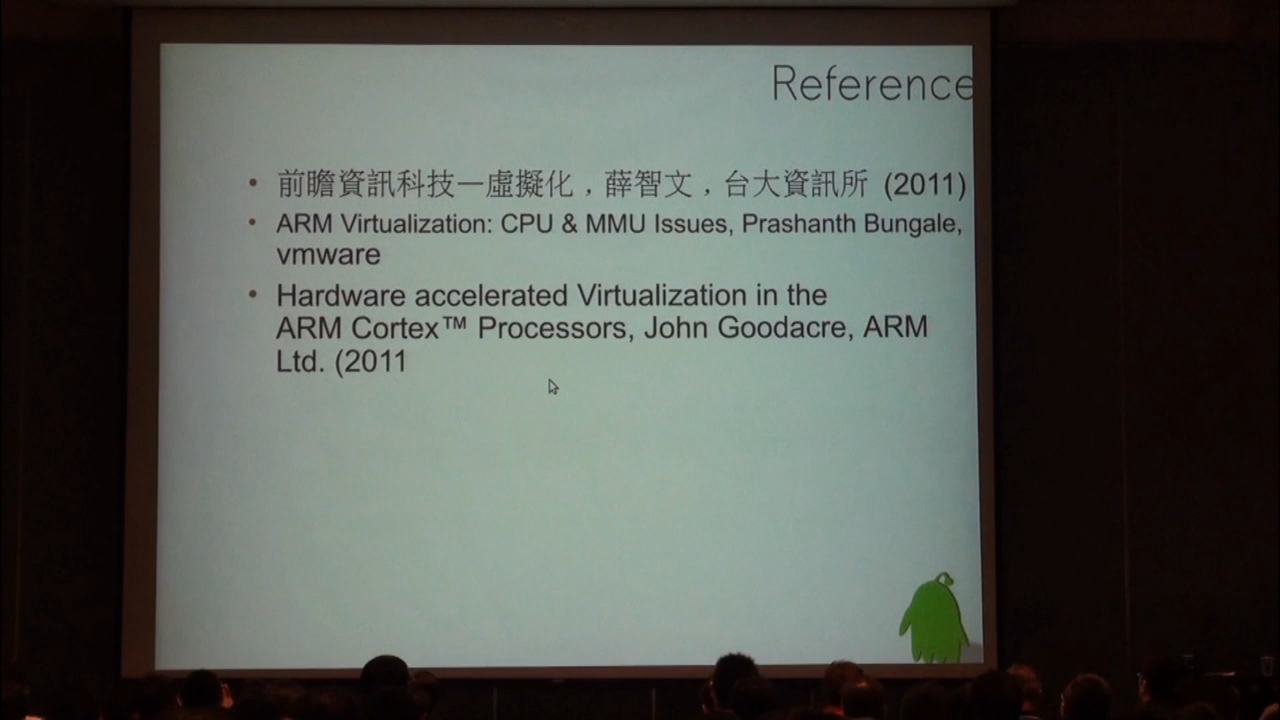 Reference
前瞻資訊科技—虛擬化，薛智文，台大資訊所 (2011)
ARM Virtualization: CPU & MMU Issues, Prashanth Bungale,
vmware
Hardware accelerated Virtualization in the
ARM Cortex™ Processors, John Goodacre, ARM
Ltd. (2011